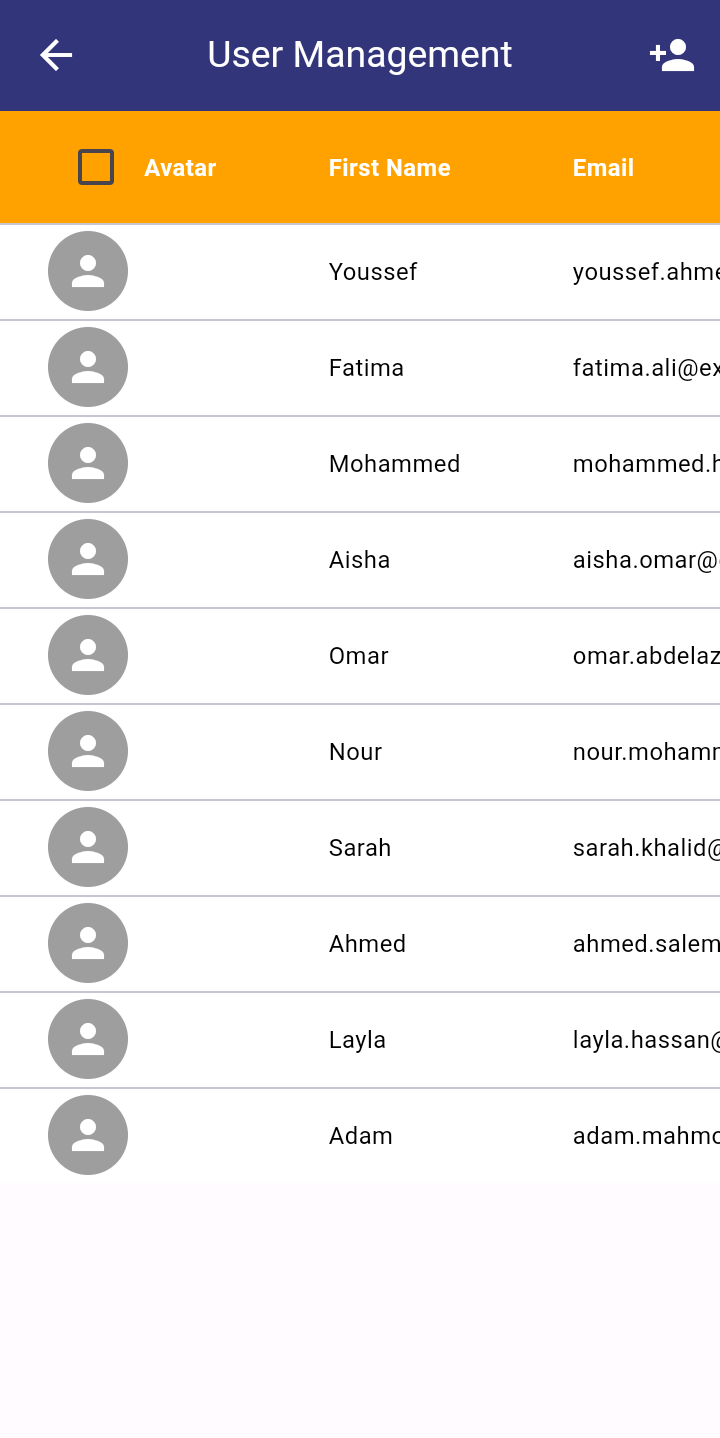 User Management
Avatar First Name Email
Youssef youssef.ahme
Fatima fatima.ali@ex
Mohammed mohammed.h
Aisha aisha.omar@
Omar omar.abdelaz
Nour nour.moham
Sarah sarah.khalid@
Ahmed ahmed.salem
Layla layla.hassan@
Adam adam.mahmo